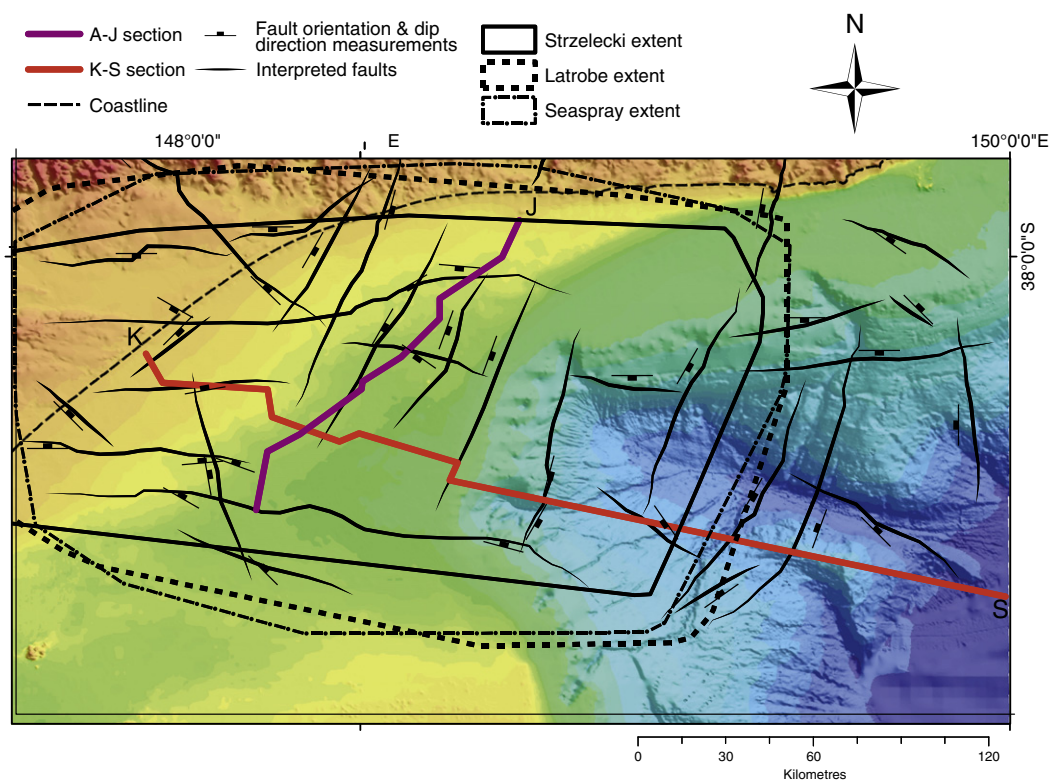 A-J section
Fault orientation & dip
direction measurements
Strzelecki extent
K-S section
Interpreted faults
Latrobe extent
Coastline
Seaspray extent
N
148°0'0"
E
150°0'0"E
38°0'0"S
J
K
S
0 30 60 120
Kilometres